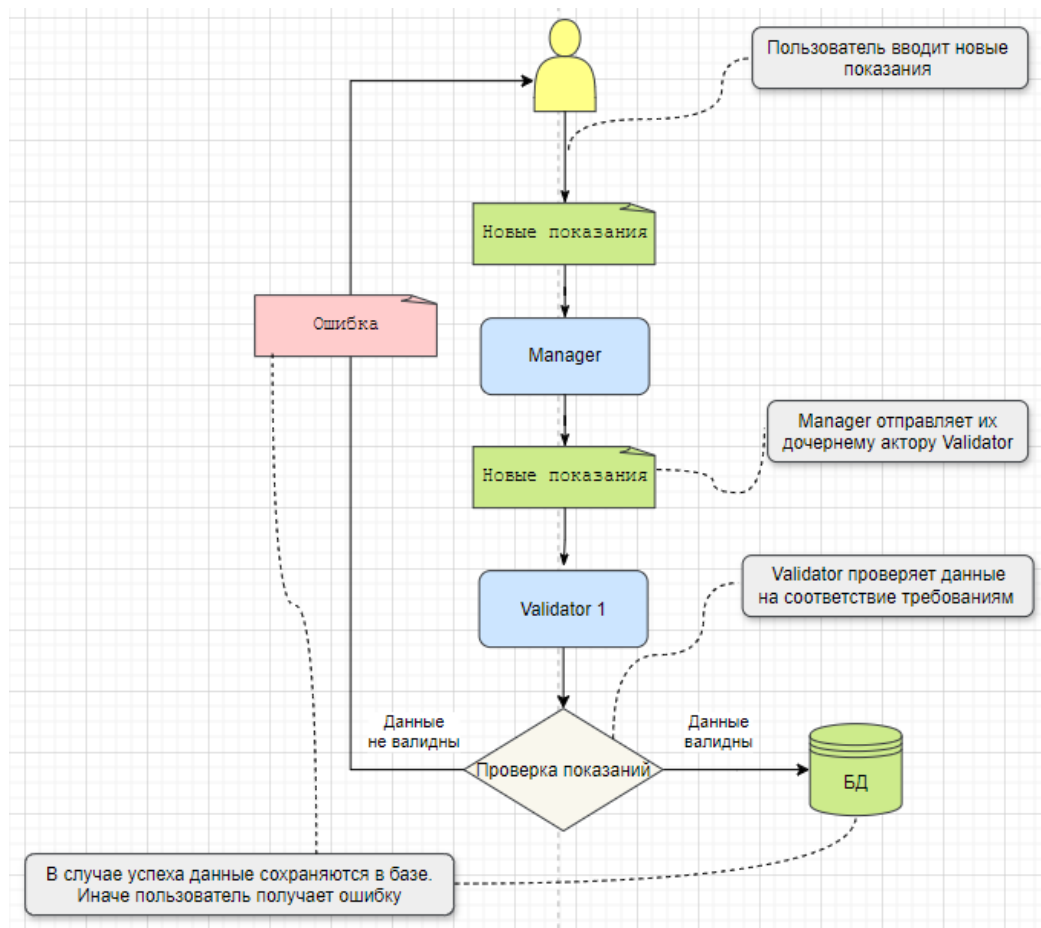 Пользователь вводит новые
показания
Новые показания
Ошибка
Manager
Manager отправляет их
дочернему актору Validator
Новые показания
Validator проверяет данные
на соответствие требованиям
Validator 1
Данные
не валидны
Данные
валидны
Проверка показаний
БД
В случае успеха данные сохраняются в базе.
Иначе пользователь получает ошибку